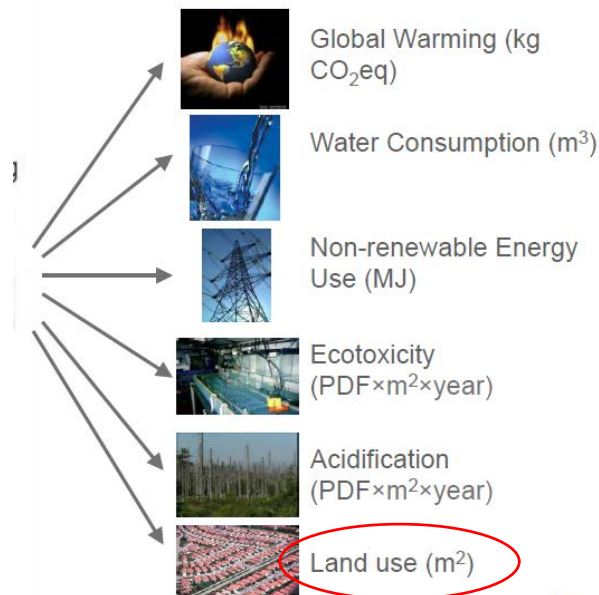 Global Warming (kg
CO₂eq)
Water Consumption (m³)
g
Non-renewable Energy
Use (MJ)
Ecotoxicity
(PDF×m²×year)
Acidification
(PDF×m²×year)
Land use (m²)